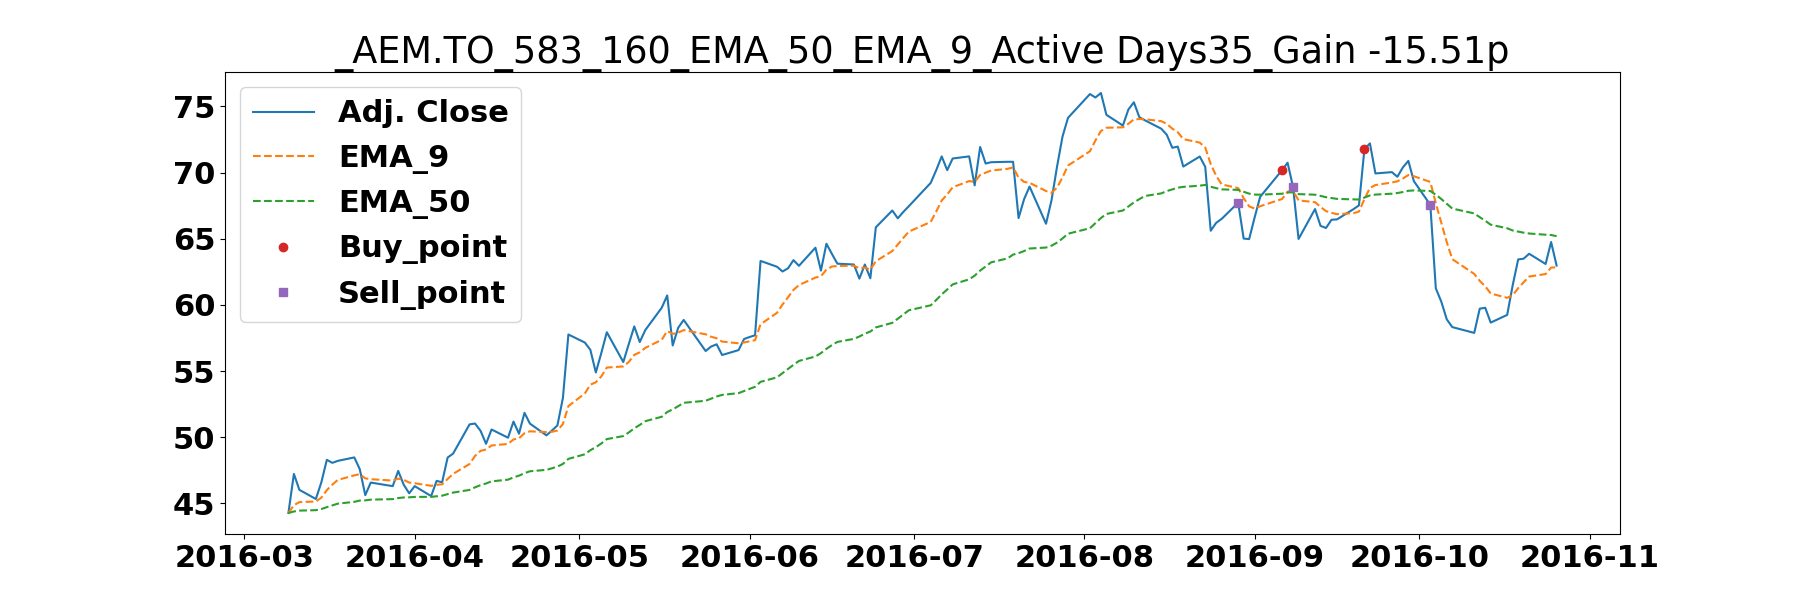 _AEM.TO_583_160_EMA_50_EMA_9_Active Days35_Gain -15.51p
75
70
65
60
55
50
45
Adj. Close
EMA_9
EMA_50
Buy_point
Sell_point
2016-03 2016-04 2016-05 2016-06 2016-07 2016-08 2016-09 2016-10 2016-11